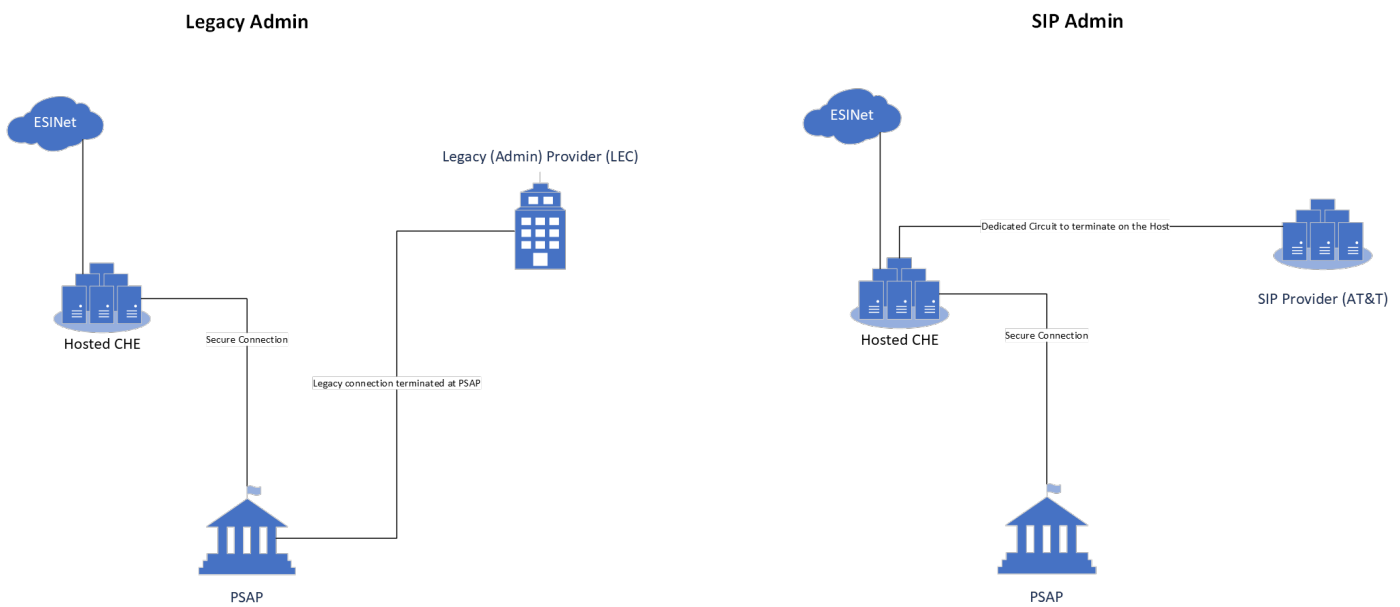 Legacy Admin
ESINet
Legacy (Admin) Provider (LEC)
Hosted CHE
Secure Connection
Legacy connection terminated at PSAP
PSAP
SIP Admin
ESINet
Dedicated Circuit to terminate on the Host
SIP Provider (AT&T)
Hosted CHE
Secure Connection
PSAP